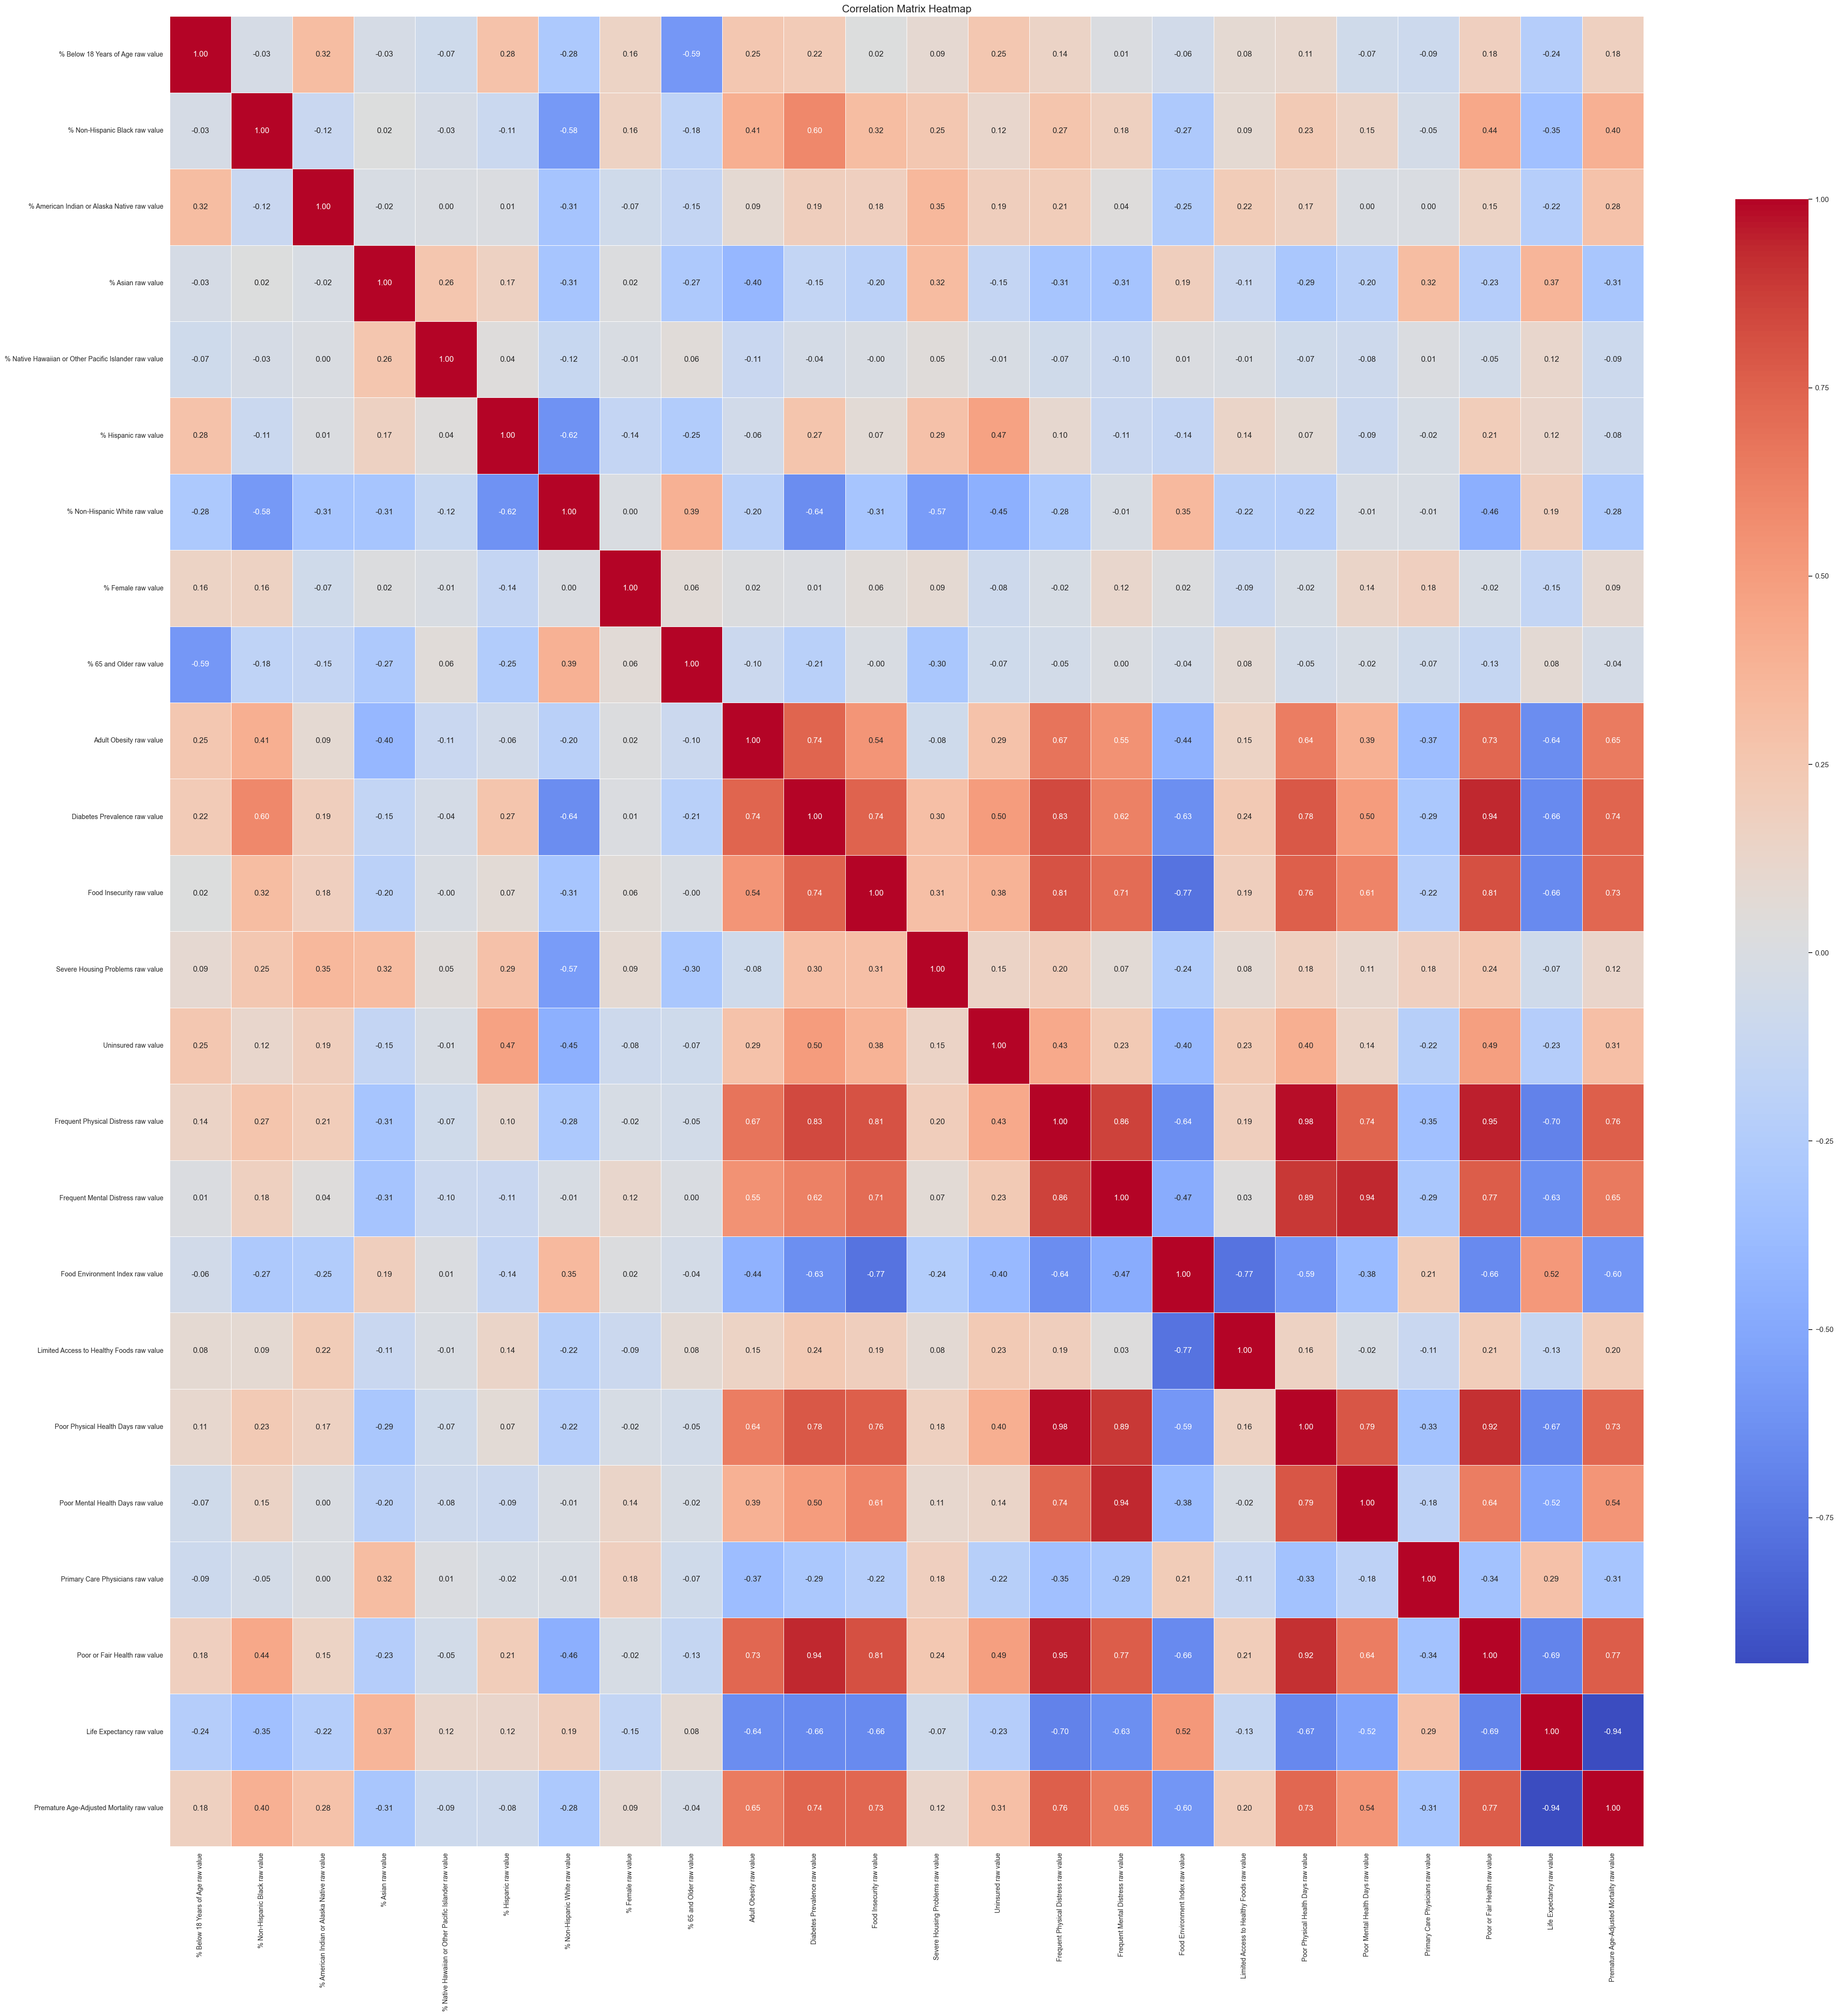 Correlation Matrix Heatmap
% Below 18 Years of Age raw value 1.00 -0.03 0.32 -0.03 -0.07 0.28 -0.28 0.16 -0.59 0.25 0.22 0.02 0.09 0.25 0.14 0.01 -0.06 0.08 0.11 -0.07 -0.09 0.18 -0.24 0.18
% Non-Hispanic Black raw value -0.03 1.00 -0.12 0.02 -0.03 -0.11 -0.58 0.16 -0.18 0.41 0.60 0.32 0.25 0.12 0.27 0.18 -0.27 0.09 0.23 0.15 -0.05 0.44 -0.35 0.40
% American Indian or Alaska Native raw value 0.32 -0.12 1.00 -0.02 0.00 0.01 -0.31 -0.07 -0.15 0.09 0.19 0.18 0.35 0.19 0.21 0.04 -0.25 0.22 0.17 0.00 0.00 0.15 -0.22 0.28
% Asian raw value -0.03 0.02 -0.02 1.00 0.26 0.17 -0.31 0.02 -0.27 -0.40 -0.15 -0.20 0.32 -0.15 -0.31 -0.31 0.19 -0.11 -0.29 -0.20 0.32 -0.23 0.37 -0.31
% Native Hawaiian or Other Pacific Islander raw value -0.07 -0.03 0.00 0.26 1.00 0.04 -0.12 -0.01 0.06 -0.11 -0.04 -0.00 0.05 -0.01 -0.07 -0.10 0.01 -0.01 -0.07 -0.08 0.01 -0.05 0.12 -0.09
% Hispanic raw value 0.28 -0.11 0.01 0.17 0.04 1.00 -0.62 -0.14 -0.25 -0.06 0.27 0.07 0.29 0.47 0.10 -0.11 -0.14 0.14 0.07 -0.09 -0.02 0.21 0.12 -0.08
% Non-Hispanic White raw value -0.28 -0.58 -0.31 -0.31 -0.12 -0.62 1.00 0.00 0.39 -0.20 -0.64 -0.31 -0.57 -0.45 -0.28 -0.01 0.35 -0.22 -0.22 -0.01 -0.01 -0.46 0.19 -0.28
% Female raw value 0.16 0.16 -0.07 0.02 -0.01 -0.14 0.00 1.00 0.06 0.02 0.01 0.06 0.09 -0.08 -0.02 0.12 0.02 -0.09 -0.02 0.14 0.18 -0.02 -0.15 0.09
% 65 and Older raw value -0.59 -0.18 -0.15 -0.27 0.06 -0.25 0.39 0.06 1.00 -0.10 -0.21 -0.00 -0.30 -0.07 -0.05 0.00 -0.04 0.08 -0.05 -0.02 -0.07 -0.13 0.08 -0.04
Adult Obesity raw value 0.25 0.41 0.09 -0.40 -0.11 -0.06 -0.20 0.02 -0.10 1.00 0.74 0.54 -0.08 0.29 0.67 0.55 -0.44 0.15 0.64 0.39 -0.37 0.73 -0.64 0.65
Diabetes Prevalence raw value 0.22 0.60 0.19 -0.15 -0.04 0.27 -0.64 0.01 -0.21 0.74 1.00 0.74 0.30 0.50 0.83 0.62 -0.63 0.24 0.78 0.50 -0.29 0.94 -0.66 0.74
Food Insecurity raw value 0.02 0.32 0.18 -0.20 -0.00 0.07 -0.31 0.06 -0.00 0.54 0.74 1.00 0.31 0.38 0.81 0.71 -0.77 0.19 0.76 0.61 -0.22 0.81 -0.66 0.73
Severe Housing Problems raw value 0.09 0.25 0.35 0.32 0.05 0.29 -0.57 0.09 -0.30 -0.08 0.30 0.31 1.00 0.15 0.20 0.07 -0.24 0.08 0.18 0.11 0.18 0.24 -0.07 0.12
Uninsured raw value 0.25 0.12 0.19 -0.15 -0.01 0.47 -0.45 -0.08 -0.07 0.29 0.50 0.38 0.15 1.00 0.43 0.23 -0.40 0.23 0.40 0.14 -0.22 0.49 -0.23 0.31
Frequent Physical Distress raw value 0.14 0.27 0.21 -0.31 -0.07 0.10 -0.28 -0.02 -0.05 0.67 0.83 0.81 0.20 0.43 1.00 0.86 -0.64 0.19 0.98 0.74 -0.35 0.95 -0.70 0.76
Frequent Mental Distress raw value 0.01 0.18 0.04 -0.31 -0.10 -0.11 -0.01 0.12 0.00 0.55 0.62 0.71 0.07 0.23 0.86 1.00 -0.47 0.03 0.89 0.94 -0.29 0.77 -0.63 0.65
Food Environment Index raw value -0.06 -0.27 -0.25 0.19 0.01 -0.14 0.35 0.02 -0.04 -0.44 -0.63 -0.77 -0.24 -0.40 -0.64 -0.47 1.00 -0.77 -0.59 -0.38 0.21 -0.66 0.52 -0.60
Limited Access to Healthy Foods raw value 0.08 0.09 0.22 -0.11 -0.01 0.14 -0.22 -0.09 0.08 0.15 0.24 0.19 0.08 0.23 0.19 0.03 -0.77 1.00 0.16 -0.02 -0.11 0.21 -0.13 0.20
Poor Physical Health Days raw value 0.11 0.23 0.17 -0.29 -0.07 0.07 -0.22 -0.02 -0.05 0.64 0.78 0.76 0.18 0.40 0.98 0.89 -0.59 0.16 1.00 0.79 -0.33 0.92 -0.67 0.73
Poor Mental Health Days raw value -0.07 0.15 0.00 -0.20 -0.08 -0.09 -0.01 0.14 -0.02 0.39 0.50 0.61 0.11 0.14 0.74 0.94 -0.38 -0.02 0.79 1.00 -0.18 0.64 -0.52 0.54
Primary Care Physicians raw value -0.09 -0.05 0.00 0.32 0.01 -0.02 -0.01 0.18 -0.07 -0.37 -0.29 -0.22 0.18 -0.22 -0.35 -0.29 0.21 -0.11 -0.33 -0.18 1.00 -0.34 0.29 -0.31
Poor or Fair Health raw value 0.18 0.44 0.15 -0.23 -0.05 0.21 -0.46 -0.02 -0.13 0.73 0.94 0.81 0.24 0.49 0.95 0.77 -0.66 0.21 0.92 0.64 -0.34 1.00 -0.69 0.77
Life Expectancy raw value -0.24 -0.35 -0.22 0.37 0.12 0.12 0.19 -0.15 0.08 -0.64 -0.66 -0.66 -0.07 -0.23 -0.70 -0.63 0.52 -0.13 -0.67 -0.52 0.29 -0.69 1.00 -0.94
Premature Age-Adjusted Mortality raw value 0.18 0.40 0.28 -0.31 -0.09 -0.08 -0.28 0.09 -0.04 0.65 0.74 0.73 0.12 0.31 0.76 0.65 -0.60 0.20 0.73 0.54 -0.31 0.77 -0.94 1.00
% Below 18 Years of Age raw value
% Non-Hispanic Black raw value
% American Indian or Alaska Native raw value
% Asian raw value
% Native Hawaiian or Other Pacific Islander raw value
% Hispanic raw value
% Non-Hispanic White raw value
% Female raw value
% 65 and Older raw value
Adult Obesity raw value
Diabetes Prevalence raw value
Food Insecurity raw value
Severe Housing Problems raw value
Uninsured raw value
Frequent Physical Distress raw value
Frequent Mental Distress raw value
Food Environment Index raw value
Limited Access to Healthy Foods raw value
Poor Physical Health Days raw value
Poor Mental Health Days raw value
Primary Care Physicians raw value
Poor or Fair Health raw value
Life Expectancy raw value
Premature Age-Adjusted Mortality raw value
1.00
0.75
0.50
0.25
0.00
−0.25
−0.50
−0.75